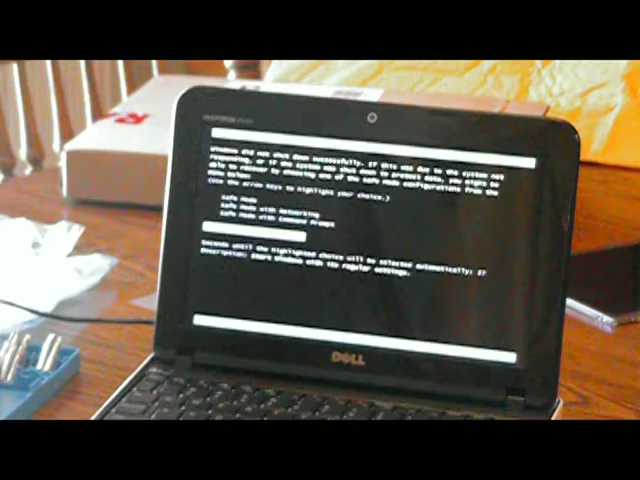 Windows did not shut down successfully. If this was due to the system not
responding, or if the system was shut down to protect data, you might be
able to recover by choosing one of the Safe Mode configurations from the
menu below:
(Use the arrow keys to highlight your choice.)
Safe Mode
Safe Mode with Networking
Safe Mode with Command Prompt
Seconds until the highlighted choice will be selected automatically:
Description: Start Windows with its regular settings.
DELL